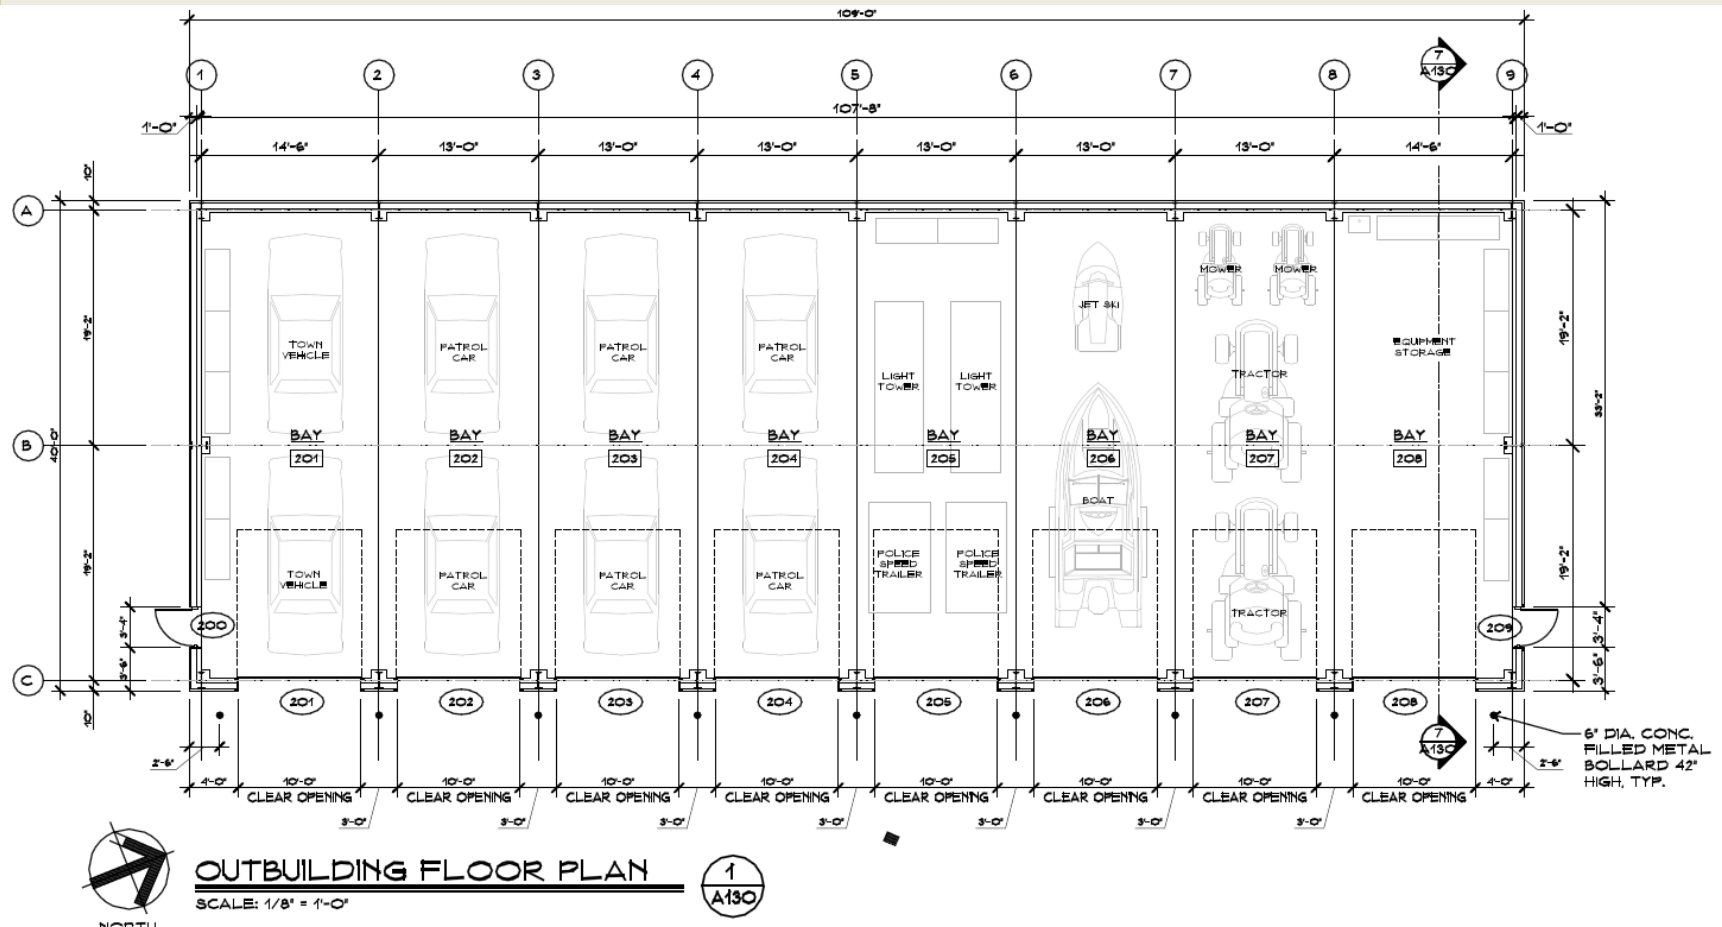 109'-0"
1
2
3
4
5
6
7
8
9
7
A130
107'-8"
1'-0"
1'-0"
14'-6"
13'-0"
13'-0"
13'-0"
13'-0"
13'-0"
13'-0"
14'-6"
10"
A
MOWER
MOWER
JET SKI
19'-2"
19'-2"
TOWN
VEHICLE
PATROL
CAR
PATROL
CAR
PATROL
CAR
EQUIPMENT
STORAGE
LIGHT
TOWER
LIGHT
TOWER
TRACTOR
33'-2"
B
40'-0"
BAY
201
BAY
202
BAY
203
BAY
204
BAY
205
BAY
206
BAY
207
BAY
208
BOAT
19'-2"
19'-2"
TOWN
VEHICLE
PATROL
CAR
PATROL
CAR
PATROL
CAR
POLICE
SPEED
TRAILER
POLICE
SPEED
TRAILER
TRACTOR
3'-4"
200
209
3'-4"
3'-6"
3'-6"
C
10"
201
202
203
204
205
206
207
208
7
A130
6" DIA. CONC.
FILLED METAL
BOLLARD 42"
HIGH, TYP.
2'-6"
2'-6"
4'-0"
10'-0"
10'-0"
10'-0"
10'-0"
10'-0"
10'-0"
10'-0"
10'-0"
4'-0"
CLEAR OPENING
CLEAR OPENING
CLEAR OPENING
CLEAR OPENING
CLEAR OPENING
CLEAR OPENING
CLEAR OPENING
CLEAR OPENING
3'-0"
3'-0"
3'-0"
3'-0"
3'-0"
3'-0"
3'-0"
OUTBUILDING FLOOR PLAN
SCALE: 1/8" = 1'-0"
1
A130
NORTH